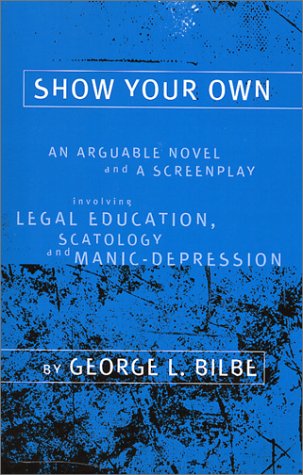 SHOW YOUR OWN
AN ARGUABLE NOVEL
and A SCREENPLAY
involving
LEGAL EDUCATION,
SCATOLOGY
and MANIC-DEPRESSION
BY GEORGE L. BILBE